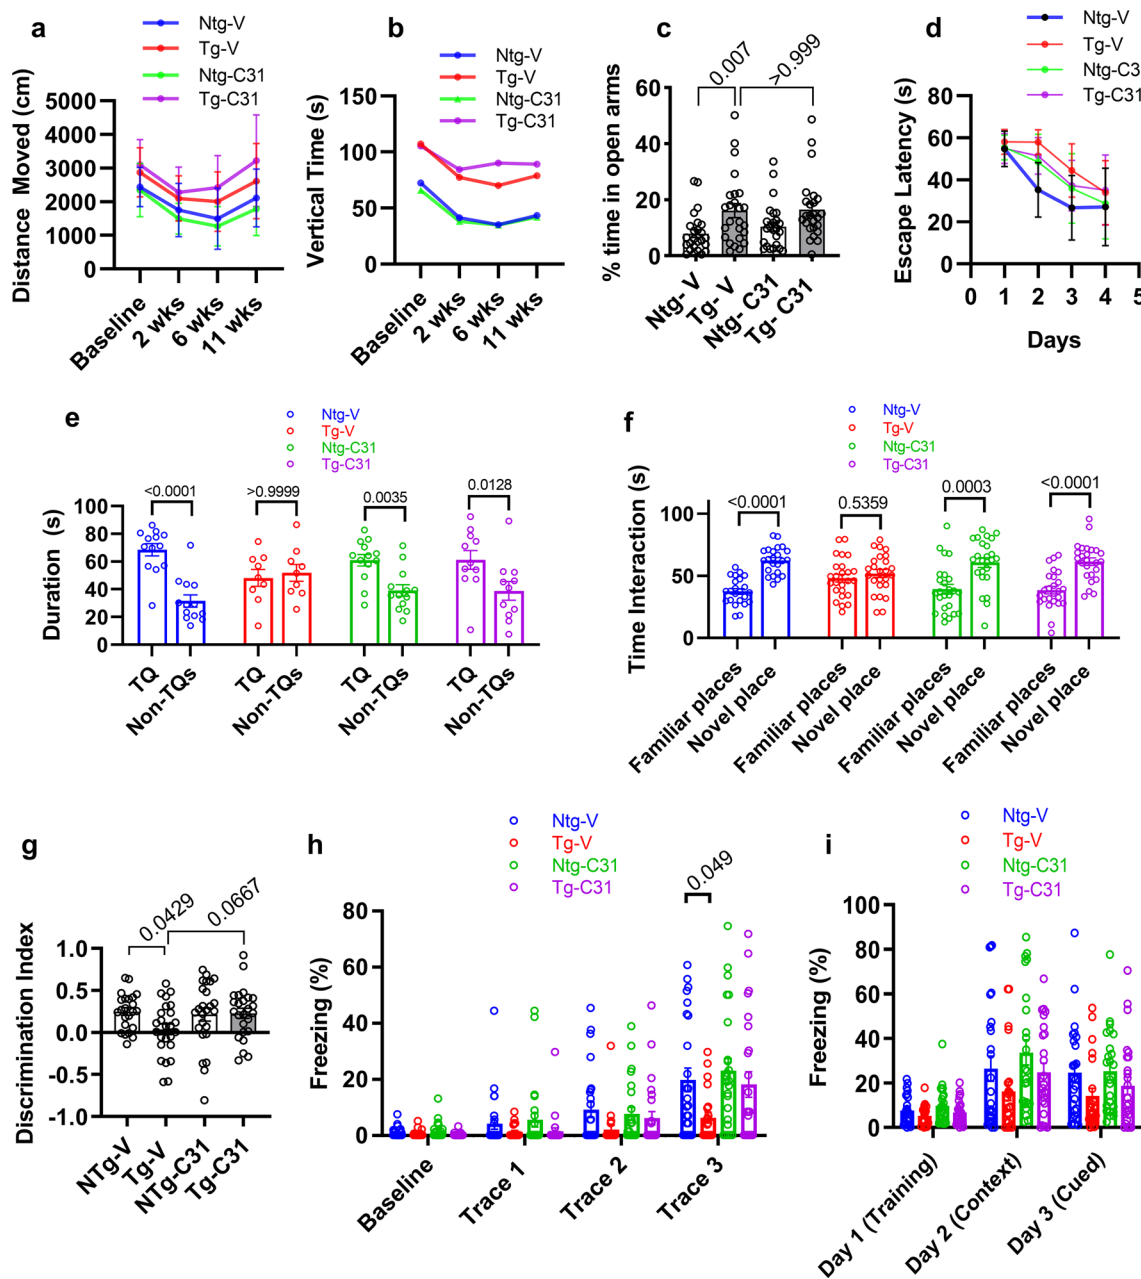 a
Ntg-V
Tg-V
Ntg-C31
Tg-C31
Distance Moved (cm)
5000
4000
3000
2000
1000
0
Baseline
2 wks
6 wks
11 wks
b
Ntg-V
Tg-V
Ntg-C31
Tg-C31
Vertical Time (s)
150
100
50
0
Baseline
2 wks
6 wks
11 wks
c
0.007
>0.999
% time in open arms
60
40
20
0
Ntg- V
Tg- V
Ntg- C31
Tg- C31
d
Ntg-V
Tg-V
Ntg-C3
Tg-C31
Escape Latency (s)
80
60
40
20
0
0 1 2 3 4 5
Days
e
Ntg-V
Tg-V
Ntg-C31
Tg-C31
<0.0001
>0.9999
0.0035
0.0128
Duration (s)
100
80
60
40
20
0
TQ
Non-TQs
TQ
Non-TQs
TQ
Non-TQs
TQ
Non-TQs
f
Ntg-V
Tg-V
Ntg-C31
Tg-C31
<0.0001
0.5359
0.0003
<0.0001
Time Interaction (s)
100
50
0
Familiar places
Novel place
Familiar places
Novel place
Familiar places
Novel place
Familiar places
Novel place
g
0.0429
0.0667
Discrimination Index
1.0
0.5
0.0
-0.5
-1.0
NTg-V
Tg-V
NTg-C31
Tg-C31
h
Ntg-V
Tg-V
Ntg-C31
Tg-C31
0.049
Freezing (%)
80
60
40
20
0
Baseline
Trace 1
Trace 2
Trace 3
i
Ntg-V
Tg-V
Ntg-C31
Tg-C31
Freezing (%)
100
80
60
40
20
0
Day 1 (Training)
Day 2 (Context)
Day 3 (Cued)